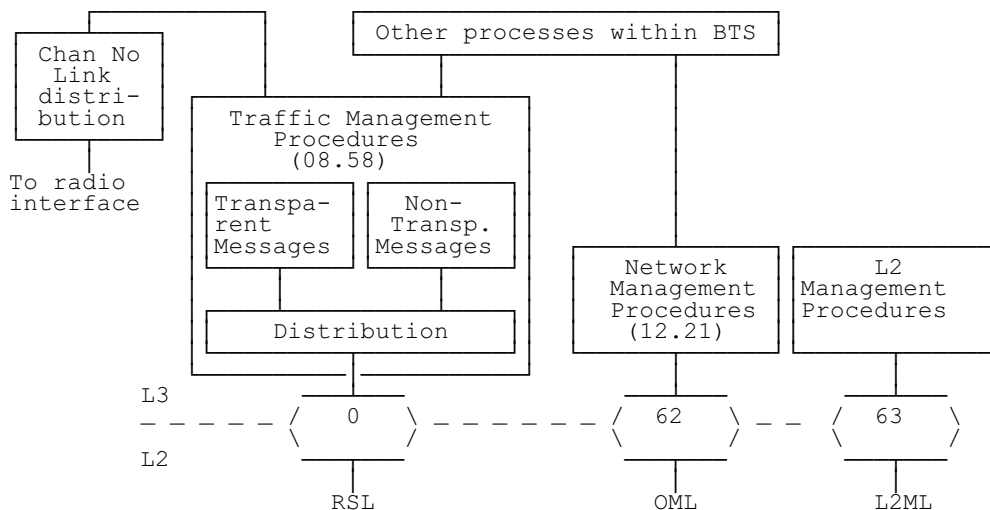 Other processes within BTS
Chan No
Link
distri-
bution
To radio
interface
Traffic Management
Procedures
(08.58)
Transpa-
rent
Messages
Non-
Transp.
Messages
Distribution
Network
Management
Procedures
(12.21)
L2
Management
Procedures
L3
0
62
63
L2
RSL
OML
L2ML